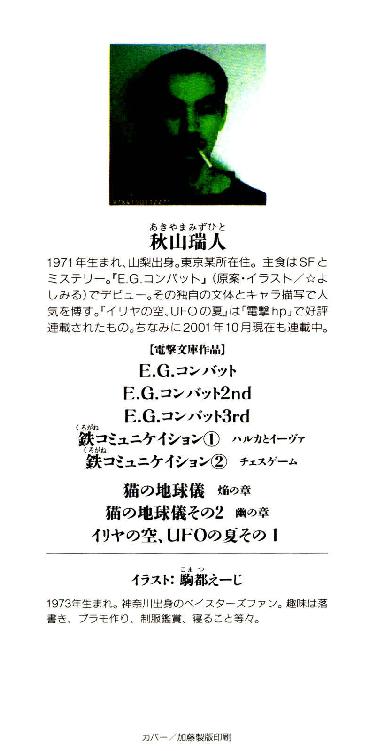 あきやまみずひと
秋山瑞人
1971年生まれ、山梨出身。東京某所在住。主食はSFと
ミステリー。『E.G.コンバット』（原案・イラスト／☆よ
しみる）でデビュー。その独自の文体とキャラ描写で人
気を博す。「イリヤの空、UFOの夏」は「電撃hp」で好評
連載されたもの。ちなみに2001年10月現在も連載中。
【電撃文庫作品】
E.G.コンバット
E.G.コンバット2nd
E.G.コンバット3rd
くろがね
鉄コミュニケイション① ハルカとイーヴァ
くろがね
鉄コミュニケイション② チェスゲーム
猫の地球儀 焔の章
猫の地球儀その2 幽の章
イリヤの空、UFOの夏その1
こまつ
イラスト：駒都えーじ
1973年生まれ。神奈川出身のベイスターズファン。趣味は落
書き、プラモ作り、制服鑑賞、寝ること等々。
カバー／加藤製版印刷